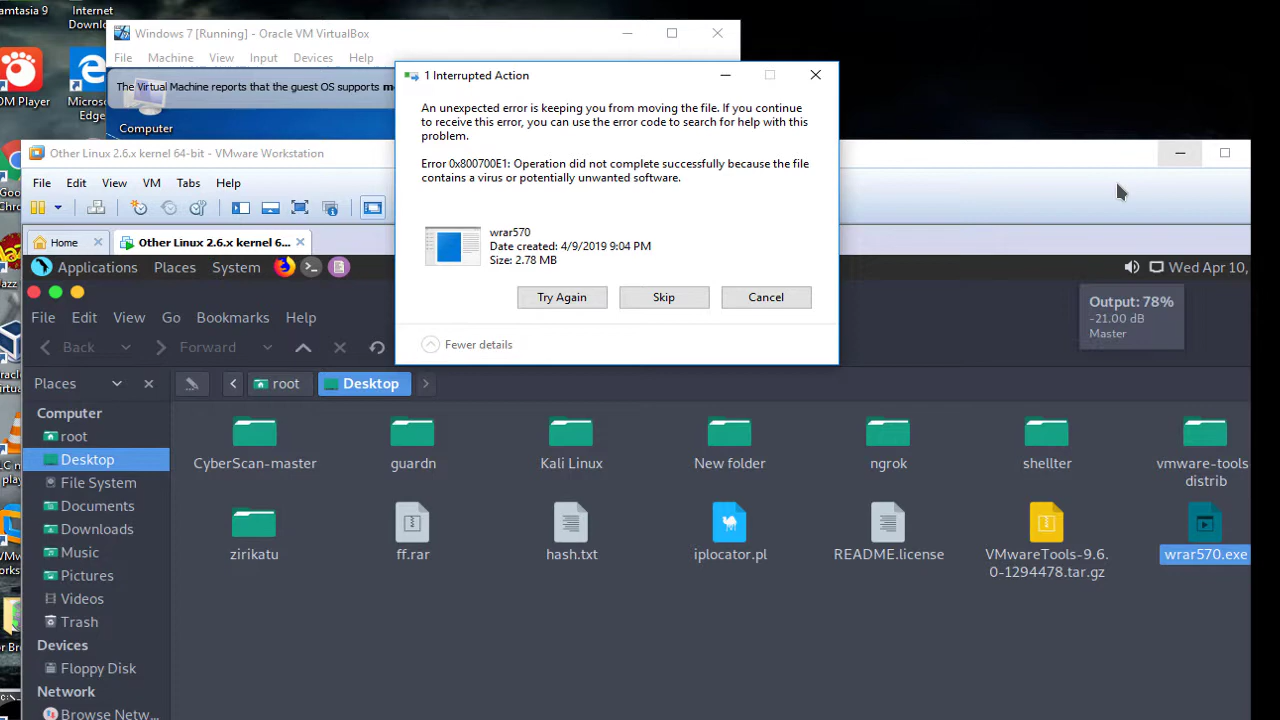 amtasia 9
Internet
Downloa...
Windows 7 [Running] - Oracle VM VirtualBox
File Machine View Input Devices Help
The Virtual Machine reports that the guest OS supports
OM Player
Microso
Edge
Computer
1 Interrupted Action
An unexpected error is keeping you from moving the file. If you continue
to receive this error, you can use the error code to search for help with this
problem.
Error 0x800700E1: Operation did not complete successfully because the file
contains a virus or potentially unwanted software.
wrar570
Date created: 4/9/2019 9:04 PM
Size: 2.78 MB
Try Again Skip Cancel
Fewer details
Other Linux 2.6.x kernel 64-bit - VMware Workstation
File Edit View VM Tabs Help
Home Other Linux 2.6.x kernel 6...
Applications Places System
Wed Apr 10,
File Edit View Go Bookmarks Help
Output: 78%
-21.00 dB
Master
Back Forward
Places
root Desktop
Computer
root
Desktop
File System
Documents
Downloads
Music
Pictures
Videos
Trash
Devices
Floppy Disk
Network
Browse Netw...
CyberScan-master guardn Kali Linux New folder ngrok shellter vmware-tools
distrib
zirikatu ff.rar hash.txt iplocator.pl README.license VMwareTools-9.6.
0-1294478.tar.gz wrar570.exe